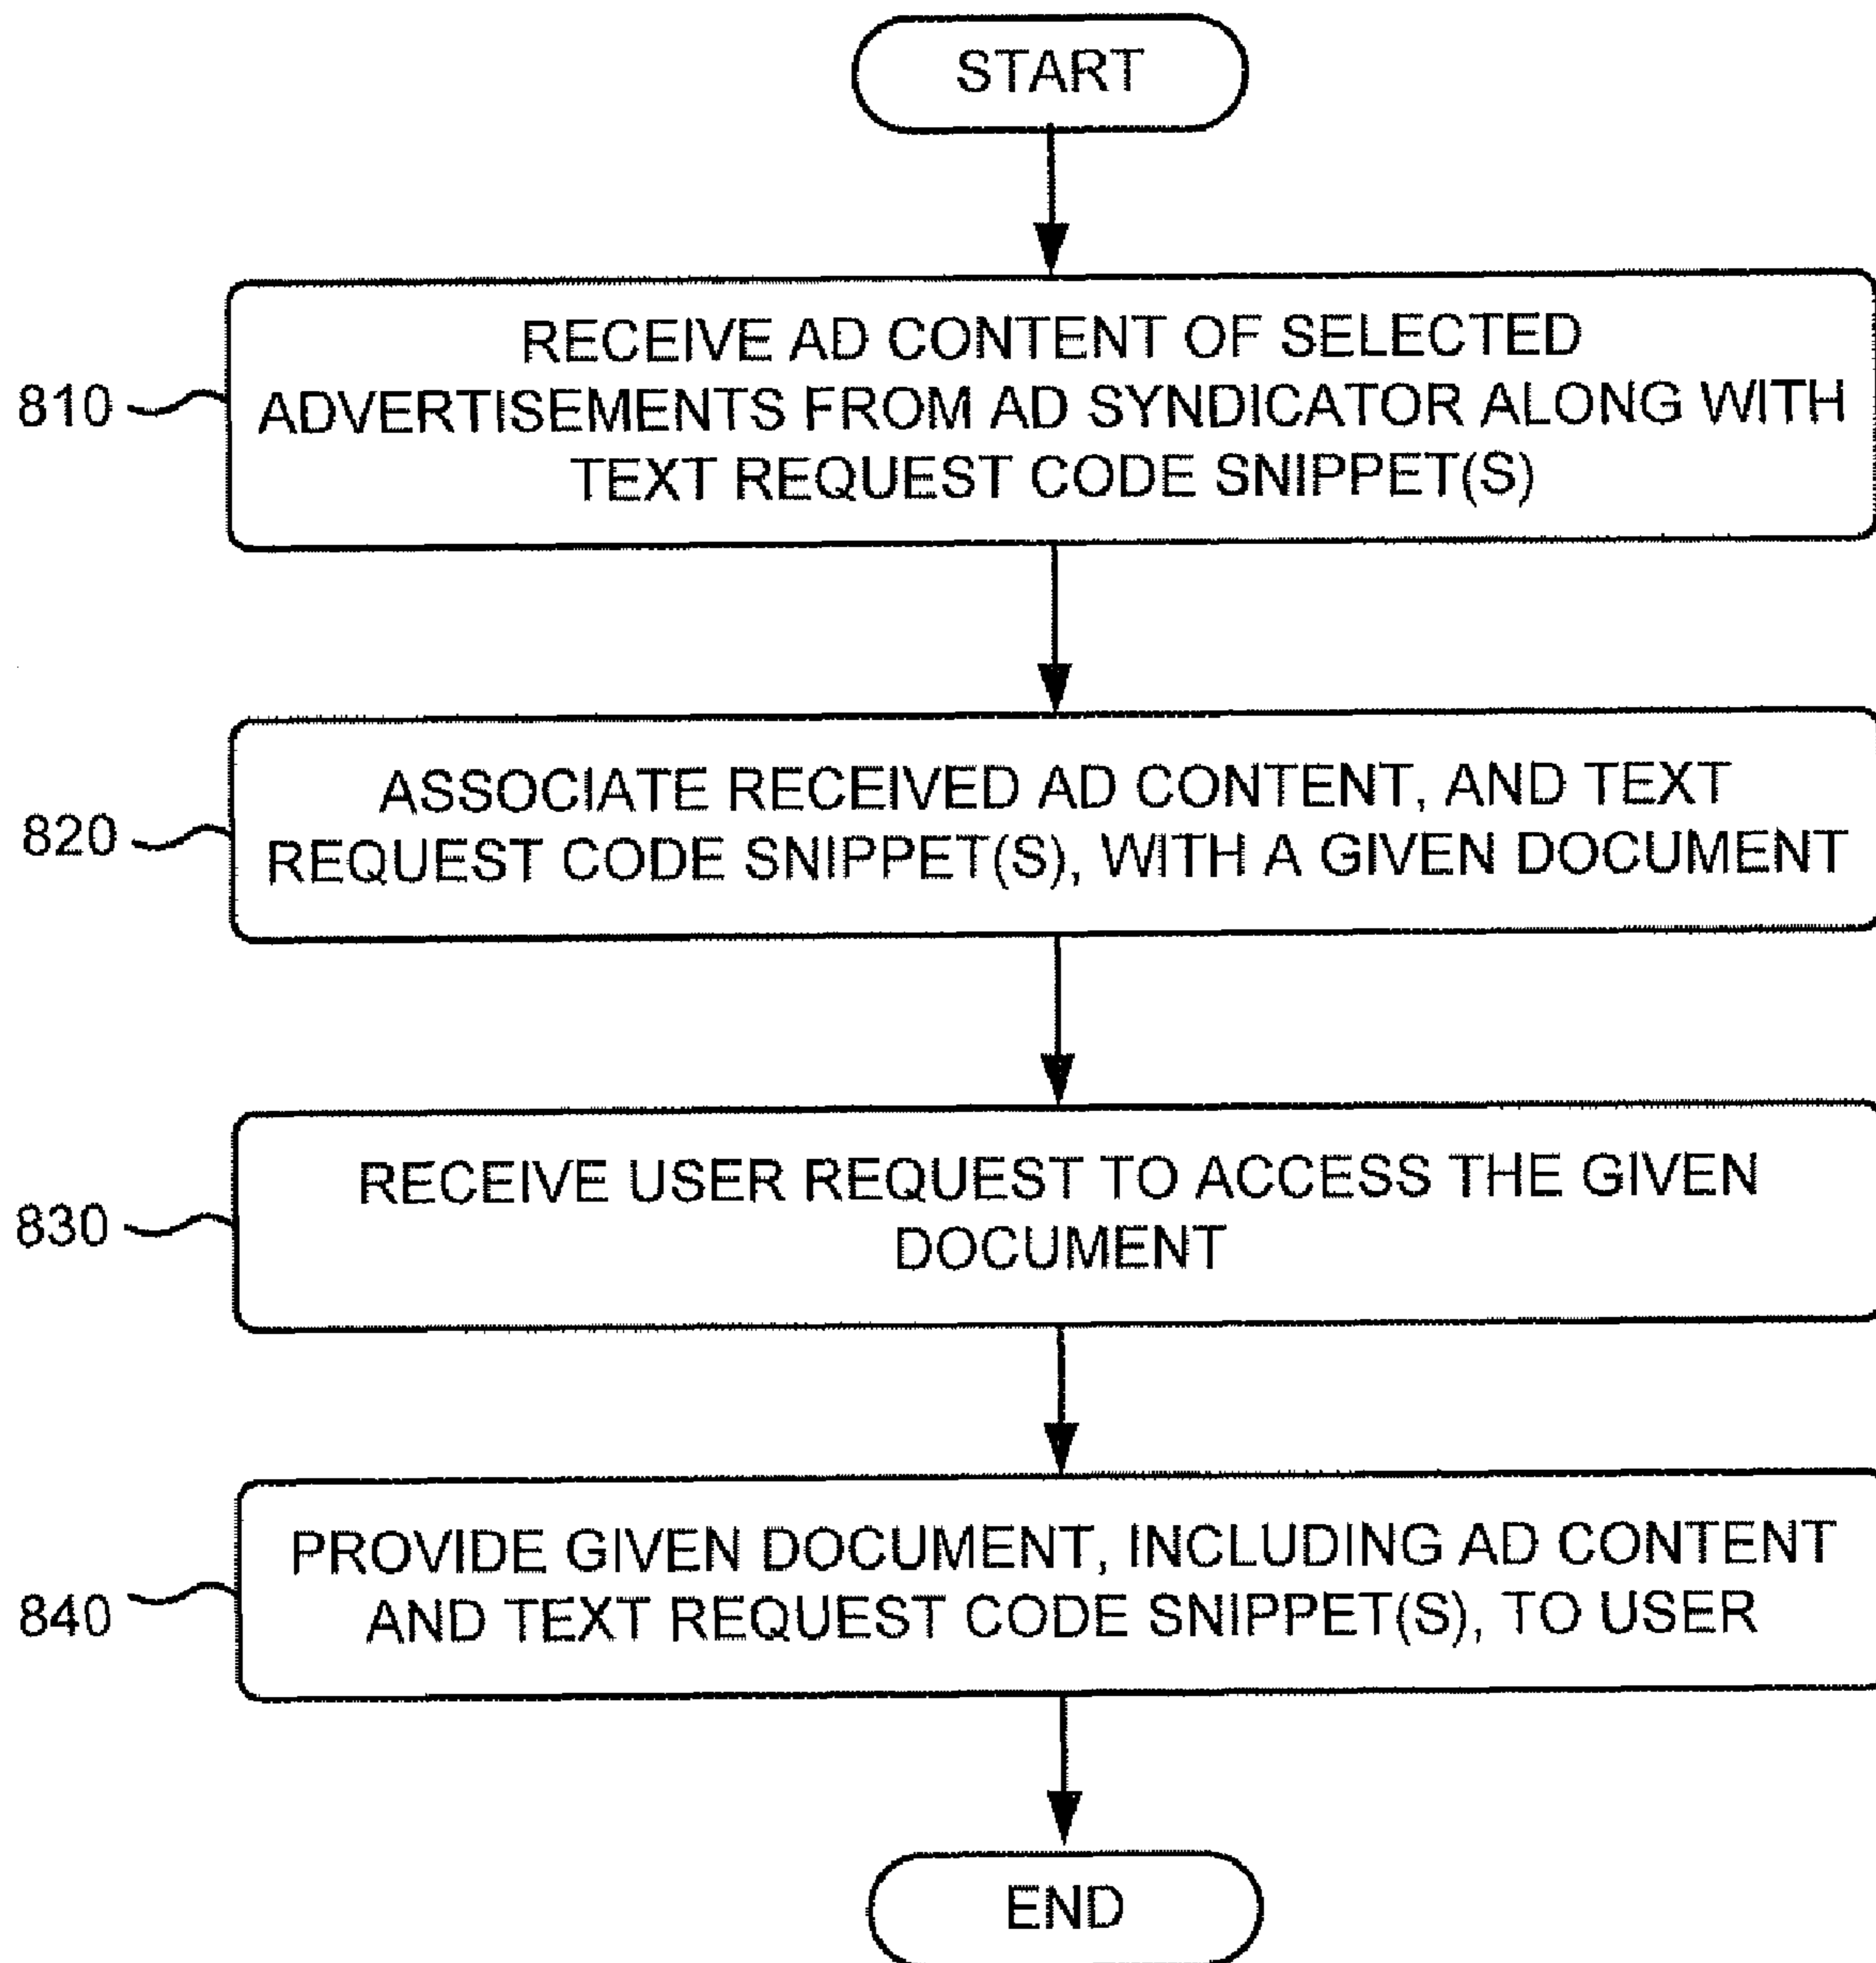 START
RECEIVE AD CONTENT OF SELECTED
ADVERTISEMENTS FROM AD SYNDICATOR ALONG WITH
TEXT REQUEST CODE SNIPPET(S)
810
ASSOCIATE RECEIVED AD CONTENT, AND TEXT
REQUEST CODE SNIPPET(S), WITH A GIVEN DOCUMENT
820
RECEIVE USER REQUEST TO ACCESS THE GIVEN
DOCUMENT
830
PROVIDE GIVEN DOCUMENT, INCLUDING AD CONTENT
AND TEXT REQUEST CODE SNIPPET(S), TO USER
840
END